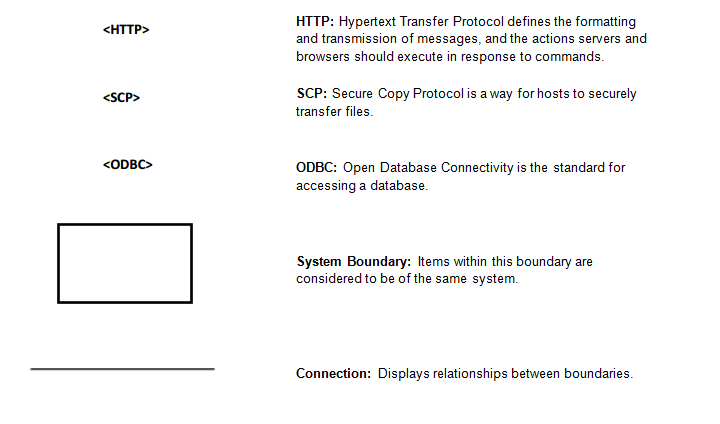 <HTTP>
HTTP: Hypertext Transfer Protocol defines the formatting
and transmission of messages, and the actions servers and
browsers should execute in response to commands.
<SCP>
SCP: Secure Copy Protocol is a way for hosts to securely
transfer files.
<ODBC>
ODBC: Open Database Connectivity is the standard for
accessing a database.
System Boundary: Items within this boundary are
considered to be of the same system.
Connection: Displays relationships between boundaries.